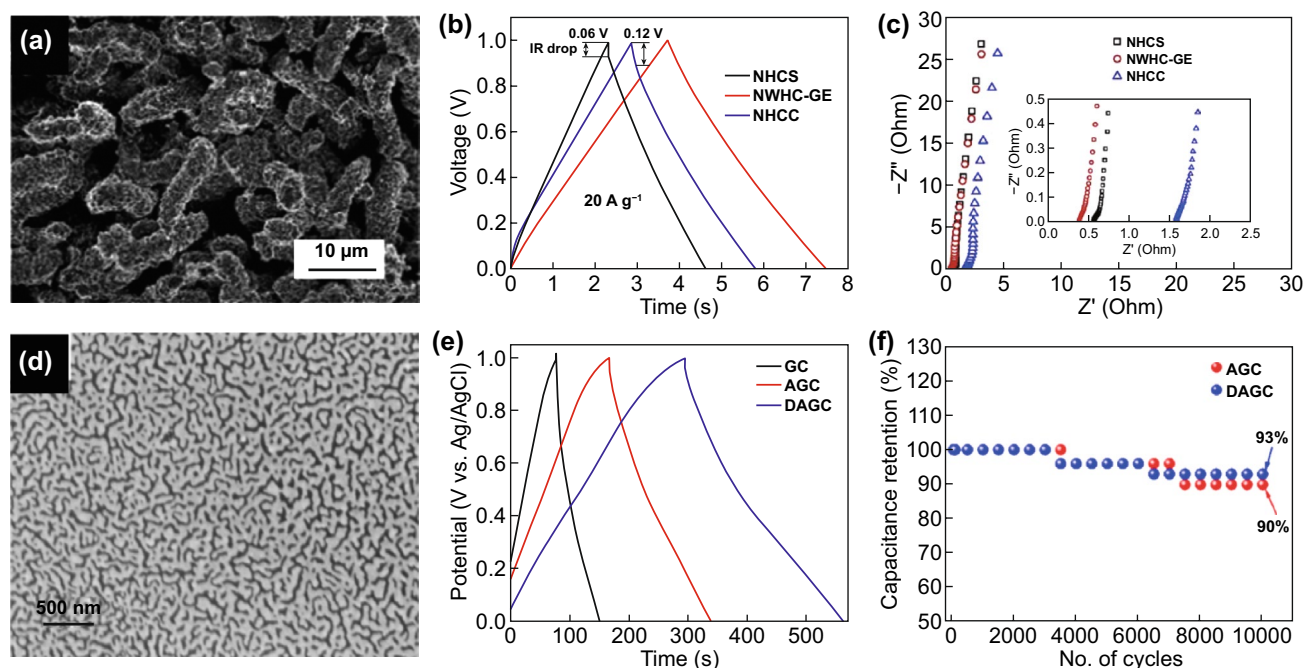 (a)
10 µm
(b)
Voltage (V)
1.0
0.8
0.6
0.4
0.2
0.0
0.06 V
0.12 V
IR drop
NHCS
NWHC-GE
NHCC
20 A g⁻¹
0 1 2 3 4 5 6 7 8
Time (s)
(c)
−Z" (Ohm)
30
25
20
15
10
5
0
NHCS
NWHC-GE
NHCC
−Z" (Ohm)
0.5
0.4
0.3
0.2
0.1
0.0
0.0 0.5 1.0 1.5 2.0 2.5
Z' (Ohm)
0 5 10 15 20 25 30
Z' (Ohm)
(d)
500 nm
(e)
Potential (V vs. Ag/AgCl)
1.0
0.8
0.6
0.4
0.2
0.0
GC
AGC
DAGC
0 100 200 300 400 500
Time (s)
(f)
Capacitance retention (%)
130
120
110
100
90
80
70
60
50
AGC
DAGC
93%
90%
0 2000 4000 6000 8000 10000
No. of cycles